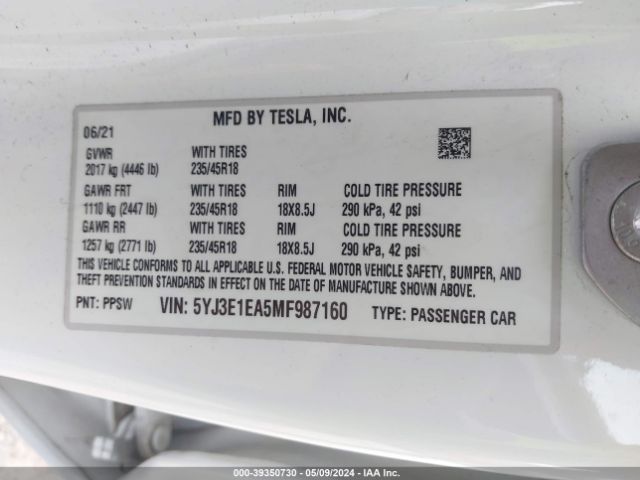 MFD BY TESLA, INC.
06/21
GVWR WITH TIRES
2017 kg (4446 lb) 235/45R18
GAWR FRT WITH TIRES RIM COLD TIRE PRESSURE
1110 kg (2447 lb) 235/45R18 18X8.5J 290 kPa, 42 psi
GAWR RR WITH TIRES RIM COLD TIRE PRESSURE
1257 kg (2771 lb) 235/45R18 18X8.5J 290 kPa, 42 psi
THIS VEHICLE CONFORMS TO ALL APPLICABLE U.S. FEDERAL MOTOR VEHICLE SAFETY, BUMPER, AND
THEFT PREVENTION STANDARDS IN EFFECT ON THE DATE OF MANUFACTURE SHOWN ABOVE.
PNT: PPSW VIN: 5YJ3E1EA5MF987160 TYPE: PASSENGER CAR
000-39350730 - 05/09/2024 - IAA Inc.